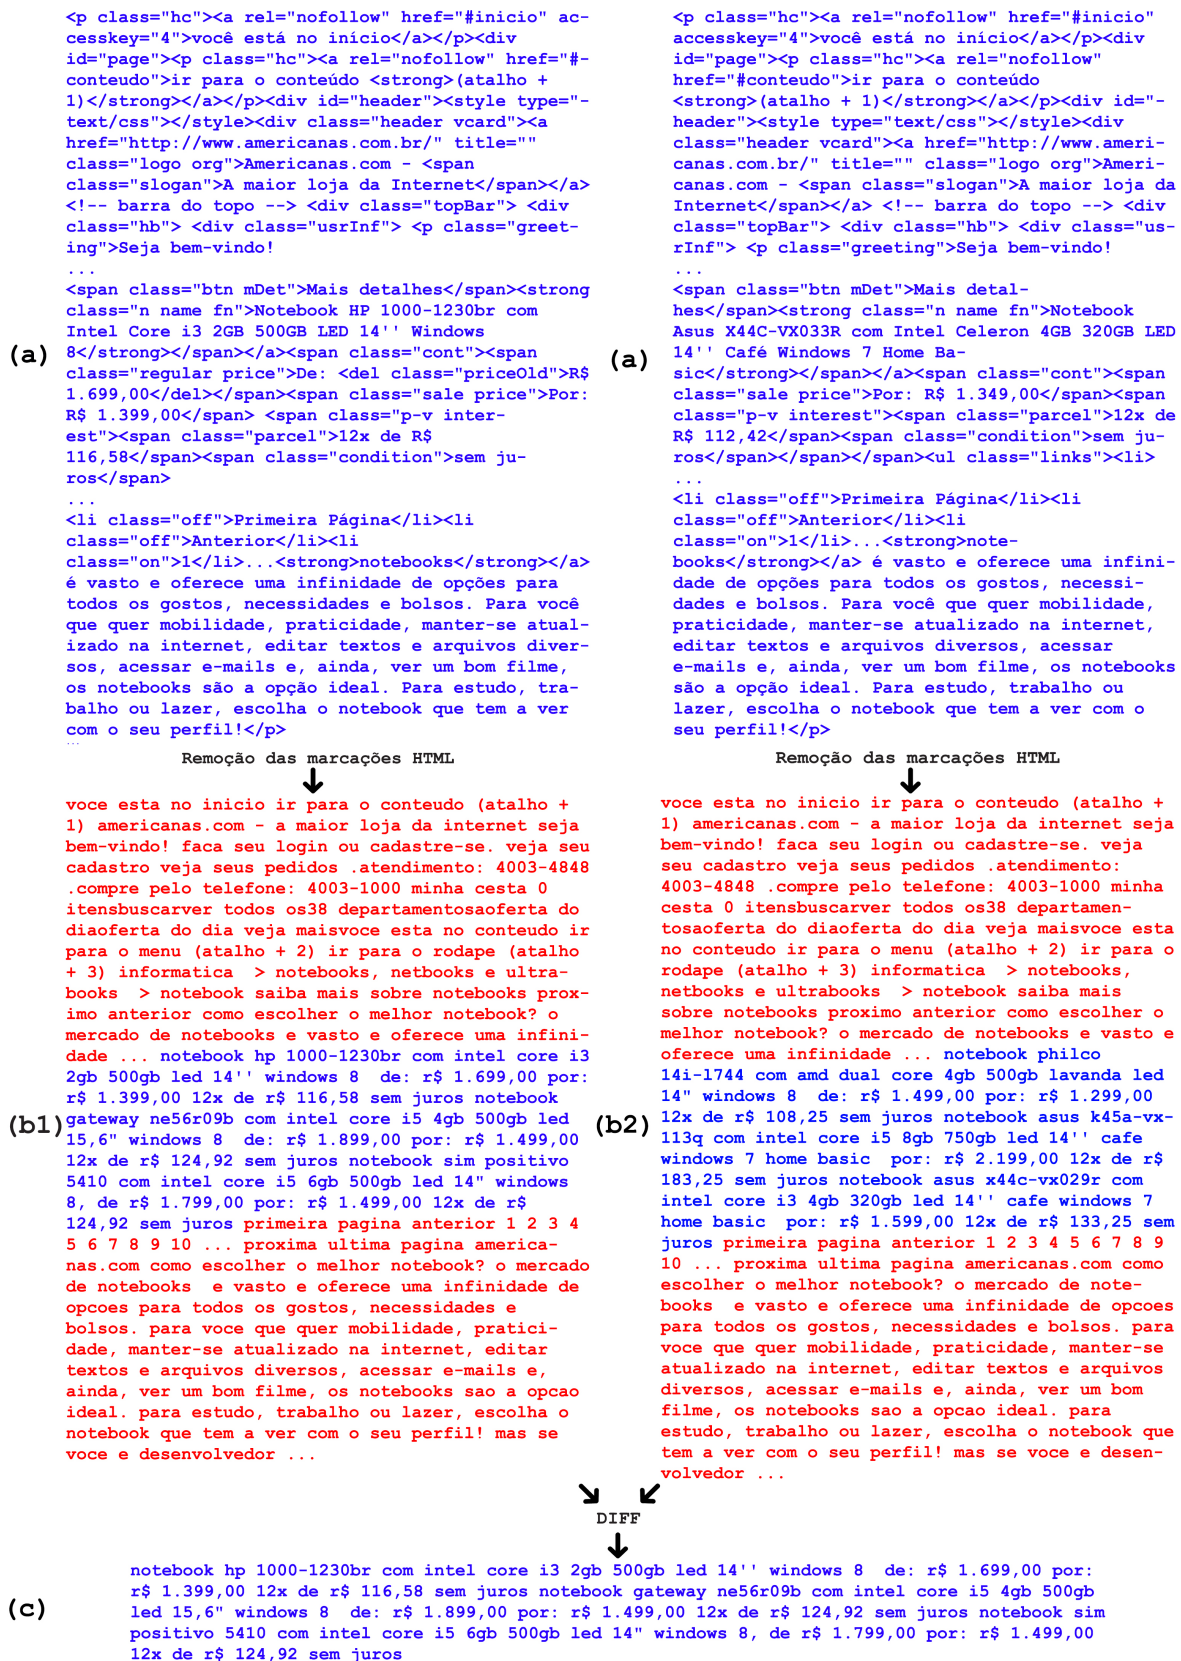 <p class="hc"><a rel="nofollow" href="#inicio" ac-
cesskey="4">você está no início</a></p><div
id="page"><p class="hc"><a rel="nofollow" href="#-
conteudo">ir para o conteúdo <strong>(atalho +
1)</strong></a></p><div id="header"><style type="-
text/css"></style><div class="header vcard"><a
href="http://www.americanas.com.br/" title=""
class="logo org">Americanas.com - <span
class="slogan">A maior loja da Internet</span></a>
<!-- barra do topo --> <div class="topBar"> <div
class="hb"> <div class="usrInf"> <p class="greet-
ing">Seja bem-vindo!
...
<span class="btn mDet">Mais detalhes</span><strong
class="n name fn">Notebook HP 1000-1230br com
Intel Core i3 2GB 500GB LED 14'' Windows
8</strong></span></a><span class="cont"><span
(a)
class="regular price">De: <del class="priceOld">R$
1.699,00</del></span><span class="sale price">Por:
R$ 1.399,00</span> <span class="p-v inter-
est"><span class="parcel">12x de R$
116,58</span><span class="condition">sem ju-
ros</span>
...
<li class="off">Primeira Página</li><li
class="off">Anterior</li><li
class="on">1</li>...<strong>notebooks</strong></a>
é vasto e oferece uma infinidade de opções para
todos os gostos, necessidades e bolsos. Para você
que quer mobilidade, praticidade, manter-se atual-
izado na internet, editar textos e arquivos diver-
sos, acessar e-mails e, ainda, ver um bom filme,
os notebooks são a opção ideal. Para estudo, tra-
balho ou lazer, escolha o notebook que tem a ver
com o seu perfil!</p>
...
<p class="hc"><a rel="nofollow" href="#inicio"
accesskey="4">você está no início</a></p><div
id="page"><p class="hc"><a rel="nofollow"
href="#conteudo">ir para o conteúdo
<strong>(atalho + 1)</strong></a></p><div id="-
header"><style type="text/css"></style><div
class="header vcard"><a href="http://www.ameri-
canas.com.br/" title="" class="logo org">Ameri-
canas.com - <span class="slogan">A maior loja da
Internet</span></a> <!-- barra do topo --> <div
class="topBar"> <div class="hb"> <div class="us-
rInf"> <p class="greeting">Seja bem-vindo!
...
<span class="btn mDet">Mais detal-
hes</span><strong class="n name fn">Notebook
Asus X44C-VX033R com Intel Celeron 4GB 320GB LED
14'' Café Windows 7 Home Ba-
(a)
sic</strong></span></a><span class="cont"><span
class="sale price">Por: R$ 1.349,00</span><span
class="p-v interest"><span class="parcel">12x de
R$ 112,42</span><span class="condition">sem ju-
ros</span></span></span><ul class="links"><li>
...
<li class="off">Primeira Página</li><li
class="off">Anterior</li><li
class="on">1</li>...<strong>note-
books</strong></a> é vasto e oferece uma infini-
dade de opções para todos os gostos, necessi-
dades e bolsos. Para você que quer mobilidade,
praticidade, manter-se atualizado na internet,
editar textos e arquivos diversos, acessar
e-mails e, ainda, ver um bom filme, os notebooks
são a opção ideal. Para estudo, trabalho ou
lazer, escolha o notebook que tem a ver com o
seu perfil!</p>
Remoção das marcações HTML
Remoção das marcações HTML
voce esta no inicio ir para o conteudo (atalho +
1) americanas.com - a maior loja da internet seja
bem-vindo! faca seu login ou cadastre-se. veja seu
cadastro veja seus pedidos .atendimento: 4003-4848
.compre pelo telefone: 4003-1000 minha cesta 0
itensbuscarver todos os38 departamentosaoferta do
diaoferta do dia veja maisvoce esta no conteudo ir
para o menu (atalho + 2) ir para o rodape (atalho
+ 3) informatica  > notebooks, netbooks e ultra-
books  > notebook saiba mais sobre notebooks prox-
imo anterior como escolher o melhor notebook? o
mercado de notebooks e vasto e oferece uma infini-
dade ... notebook hp 1000-1230br com intel core i3
2gb 500gb led 14'' windows 8  de: r$ 1.699,00 por:
r$ 1.399,00 12x de r$ 116,58 sem juros notebook
(b1)
gateway ne56r09b com intel core i5 4gb 500gb led
15,6" windows 8  de: r$ 1.899,00 por: r$ 1.499,00
12x de r$ 124,92 sem juros notebook sim positivo
5410 com intel core i5 6gb 500gb led 14" windows
8, de r$ 1.799,00 por: r$ 1.499,00 12x de r$
124,92 sem juros primeira pagina anterior 1 2 3 4
5 6 7 8 9 10 ... proxima ultima pagina america-
nas.com como escolher o melhor notebook? o mercado
de notebooks  e vasto e oferece uma infinidade de
opcoes para todos os gostos, necessidades e
bolsos. para voce que quer mobilidade, pratici-
dade, manter-se atualizado na internet, editar
textos e arquivos diversos, acessar e-mails e,
ainda, ver um bom filme, os notebooks sao a opcao
ideal. para estudo, trabalho ou lazer, escolha o
notebook que tem a ver com o seu perfil! mas se
voce e desenvolvedor ...
voce esta no inicio ir para o conteudo (atalho +
1) americanas.com - a maior loja da internet seja
bem-vindo! faca seu login ou cadastre-se. veja
seu cadastro veja seus pedidos .atendimento:
4003-4848 .compre pelo telefone: 4003-1000 minha
cesta 0 itensbuscarver todos os38 departamen-
tosaoferta do diaoferta do dia veja maisvoce esta
no conteudo ir para o menu (atalho + 2) ir para o
rodape (atalho + 3) informatica  > notebooks,
netbooks e ultrabooks  > notebook saiba mais
sobre notebooks proximo anterior como escolher o
melhor notebook? o mercado de notebooks e vasto e
oferece uma infinidade ... notebook philco
14i-l744 com amd dual core 4gb 500gb lavanda led
14" windows 8  de: r$ 1.499,00 por: r$ 1.299,00
12x de r$ 108,25 sem juros notebook asus k45a-vx-
(b2)
113q com intel core i5 8gb 750gb led 14'' cafe
windows 7 home basic  por: r$ 2.199,00 12x de r$
183,25 sem juros notebook asus x44c-vx029r com
intel core i3 4gb 320gb led 14'' cafe windows 7
home basic  por: r$ 1.599,00 12x de r$ 133,25 sem
juros primeira pagina anterior 1 2 3 4 5 6 7 8 9
10 ... proxima ultima pagina americanas.com como
escolher o melhor notebook? o mercado de note-
books  e vasto e oferece uma infinidade de opcoes
para todos os gostos, necessidades e bolsos. para
voce que quer mobilidade, praticidade, manter-se
atualizado na internet, editar textos e arquivos
diversos, acessar e-mails e, ainda, ver um bom
filme, os notebooks sao a opcao ideal. para
estudo, trabalho ou lazer, escolha o notebook que
tem a ver com o seu perfil! mas se voce e desen-
volvedor ...
DIFF
notebook hp 1000-1230br com intel core i3 2gb 500gb led 14'' windows 8  de: r$ 1.699,00 por:
r$ 1.399,00 12x de r$ 116,58 sem juros notebook gateway ne56r09b com intel core i5 4gb 500gb
(c)
led 15,6" windows 8  de: r$ 1.899,00 por: r$ 1.499,00 12x de r$ 124,92 sem juros notebook sim
positivo 5410 com intel core i5 6gb 500gb led 14" windows 8, de r$ 1.799,00 por: r$ 1.499,00
12x de r$ 124,92 sem juros